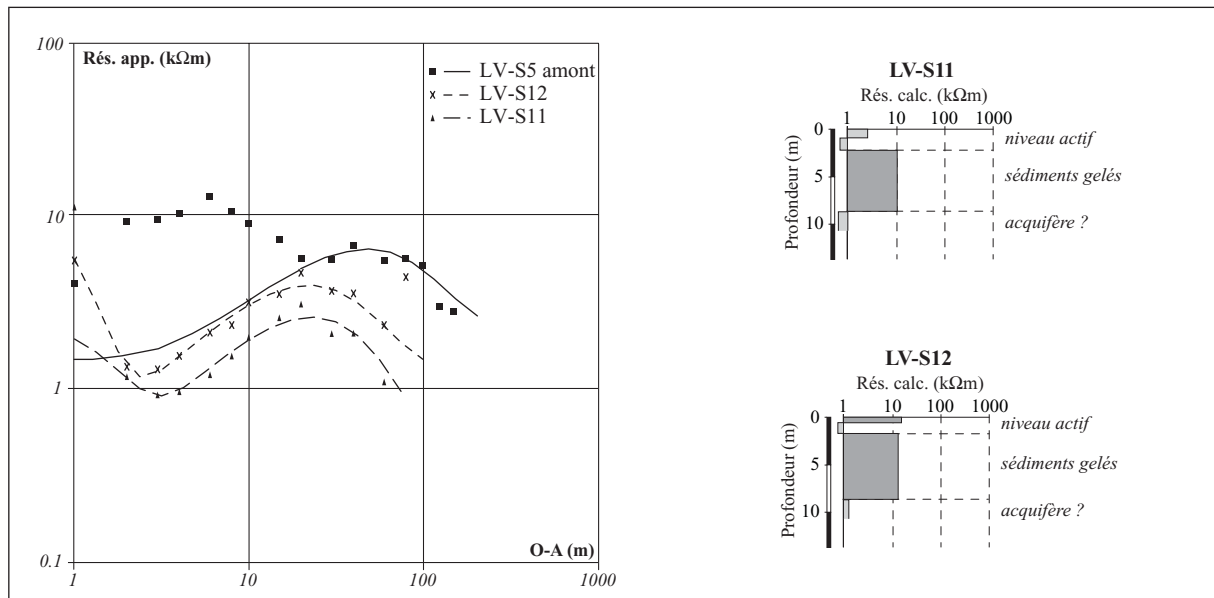 100
Rés. app. (kΩm)
LV-S5 amont
LV-S12
LV-S11
10
1
0.1
O-A (m)
1
10
100
1000
LV-S11
Rés. calc. (kΩm)
1 10 100 1000
0
5
10
Profondeur (m)
niveau actif
sédiments gelés
acquifère ?
LV-S12
Rés. calc. (kΩm)
1 10 100 1000
0
5
10
Profondeur (m)
niveau actif
sédiments gelés
acquifère ?